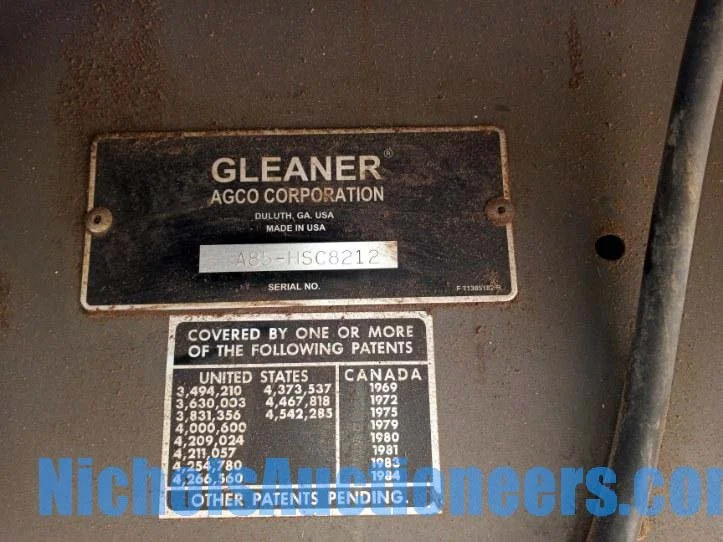 GLEANER®
AGCO CORPORATION
DULUTH, GA. USA
MADE IN USA
A85-HSC8212
SERIAL NO.
COVERED BY ONE OR MORE
OF THE FOLLOWING PATENTS
UNITED STATES CANADA
3,494,210 4,373,537 1969
3,630,003 4,467,818 1972
3,831,356 4,542,285 1975
4,000,600 1979
4,209,024 1980
4,211,057 1981
4,254,780 1983
4,266,560 1984
OTHER PATENTS PENDING.
NicholsAuctioneers.com